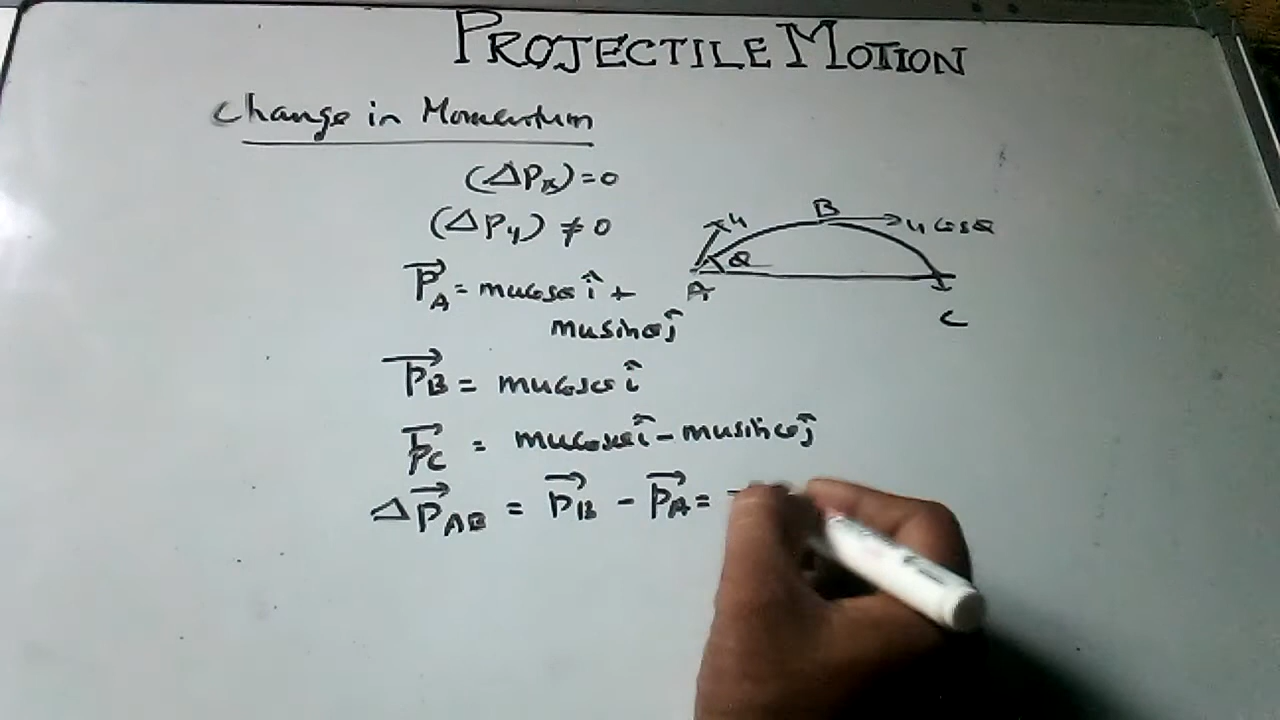 PROJECTILE MOTION
Change in Momentum
(ΔPx) = 0
(ΔPy) ≠ 0
P⃗A = mucosθ î +
musinθ ĵ
P⃗B = mucosθ î
P⃗C = mucosθ î - musinθ ĵ
ΔP⃗AB = P⃗B - P⃗A = -
u
θ
A
B
u cosθ
C